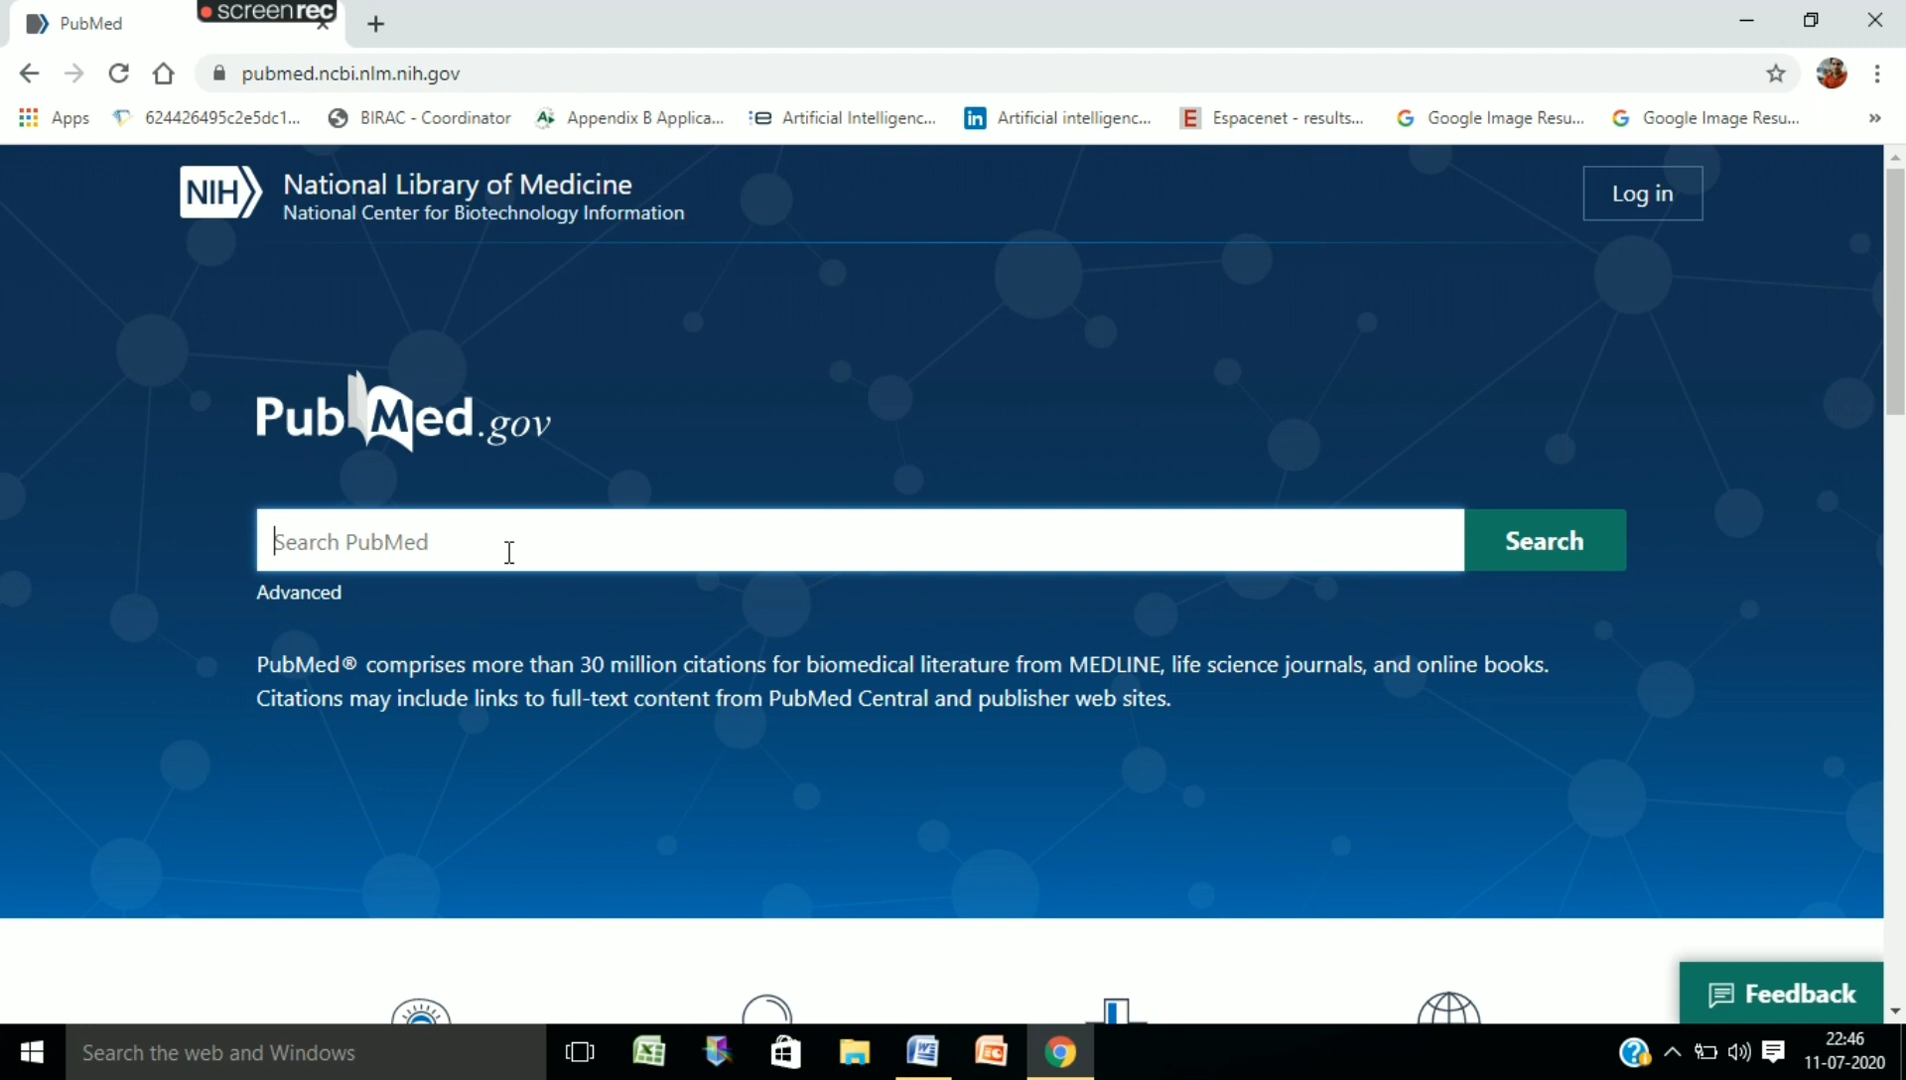 PubMed
screenrec
pubmed.ncbi.nlm.nih.gov
Apps
624426495c2e5dc1...
BIRAC - Coordinator
Appendix B Applica...
Artificial Intelligenc...
Artificial intelligenc...
Espacenet - results...
Google Image Resu...
Google Image Resu...
»
NIH
National Library of Medicine
National Center for Biotechnology Information
Log in
PubMed.gov
Search PubMed
Search
Advanced
PubMed® comprises more than 30 million citations for biomedical literature from MEDLINE, life science journals, and online books.
Citations may include links to full-text content from PubMed Central and publisher web sites.
Feedback
Search the web and Windows
22:46
11-07-2020